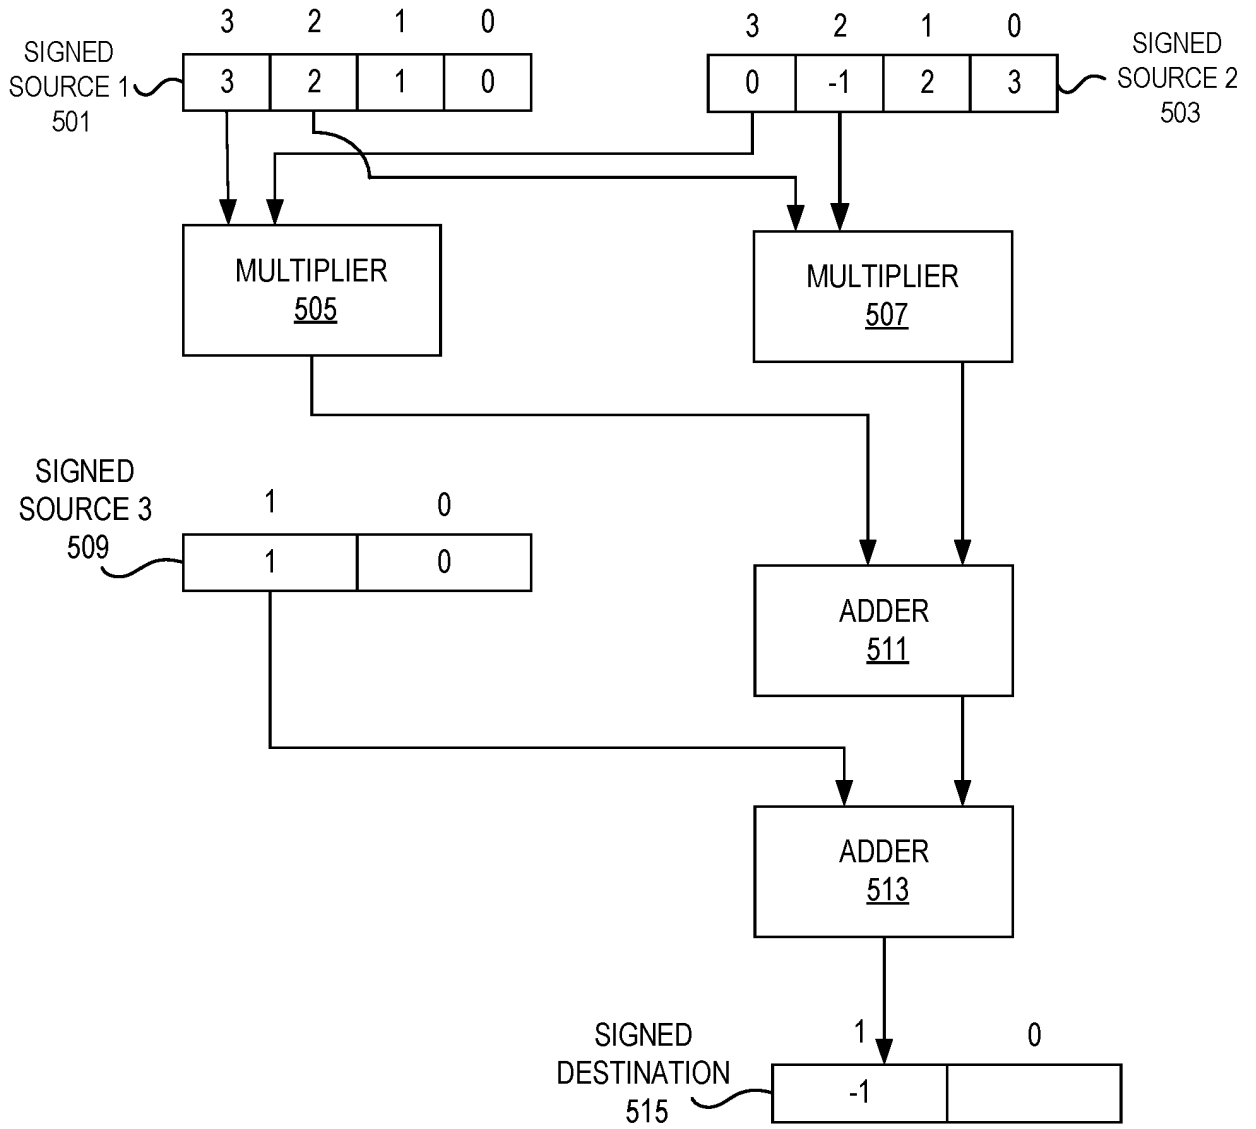 3 2 1 0
SIGNED
SOURCE 1
501
3 2 1 0
3 2 1 0
SIGNED
SOURCE 2
503
0 -1 2 3
MULTIPLIER
505
MULTIPLIER
507
SIGNED
SOURCE 3
509
1 0
1 0
ADDER
511
ADDER
513
SIGNED
DESTINATION
515
1 0
-1